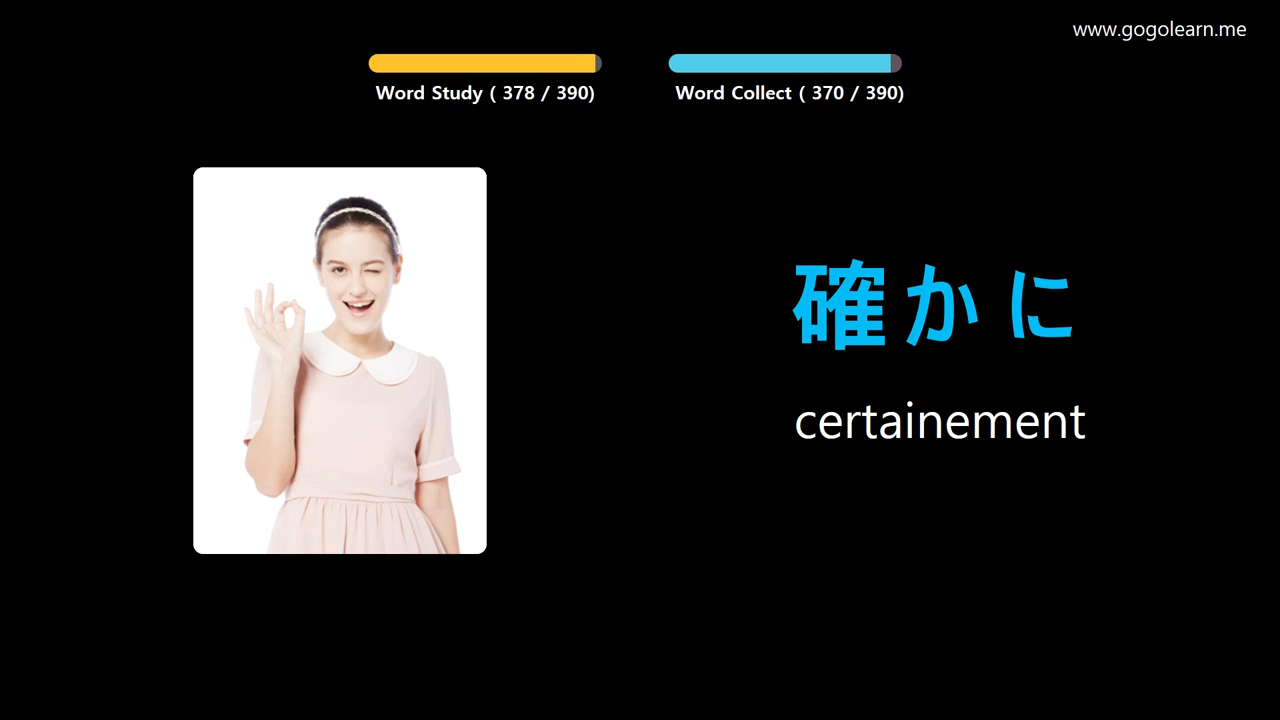 www.gogolearn.me
Word Study ( 378 / 390)
Word Collect ( 370 / 390)
確かに
certainement